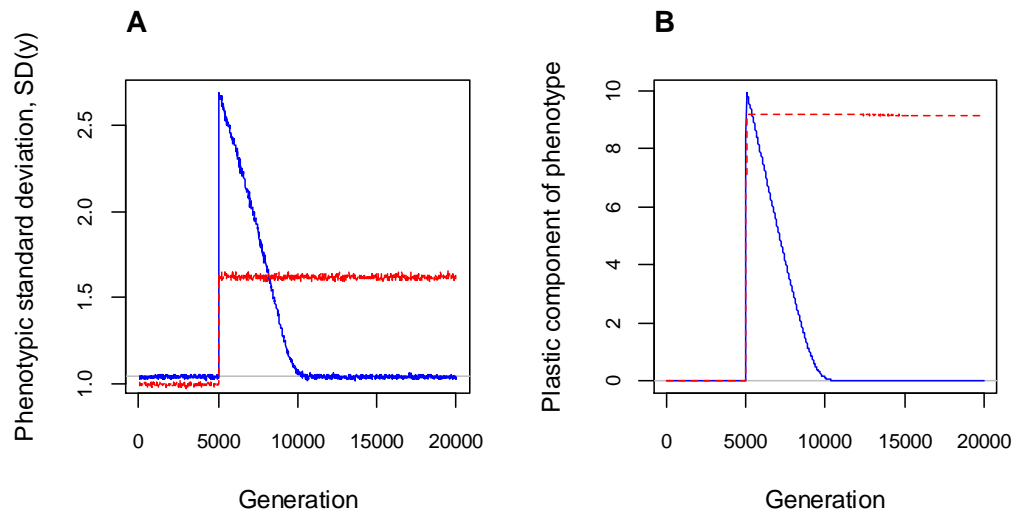 A
Phenotypic standard deviation, SD(y)
2.5
2.0
1.5
1.0
0 5000 10000 15000 20000
Generation
B
Plastic component of phenotype
10
8
6
4
2
0
0 5000 10000 15000 20000
Generation